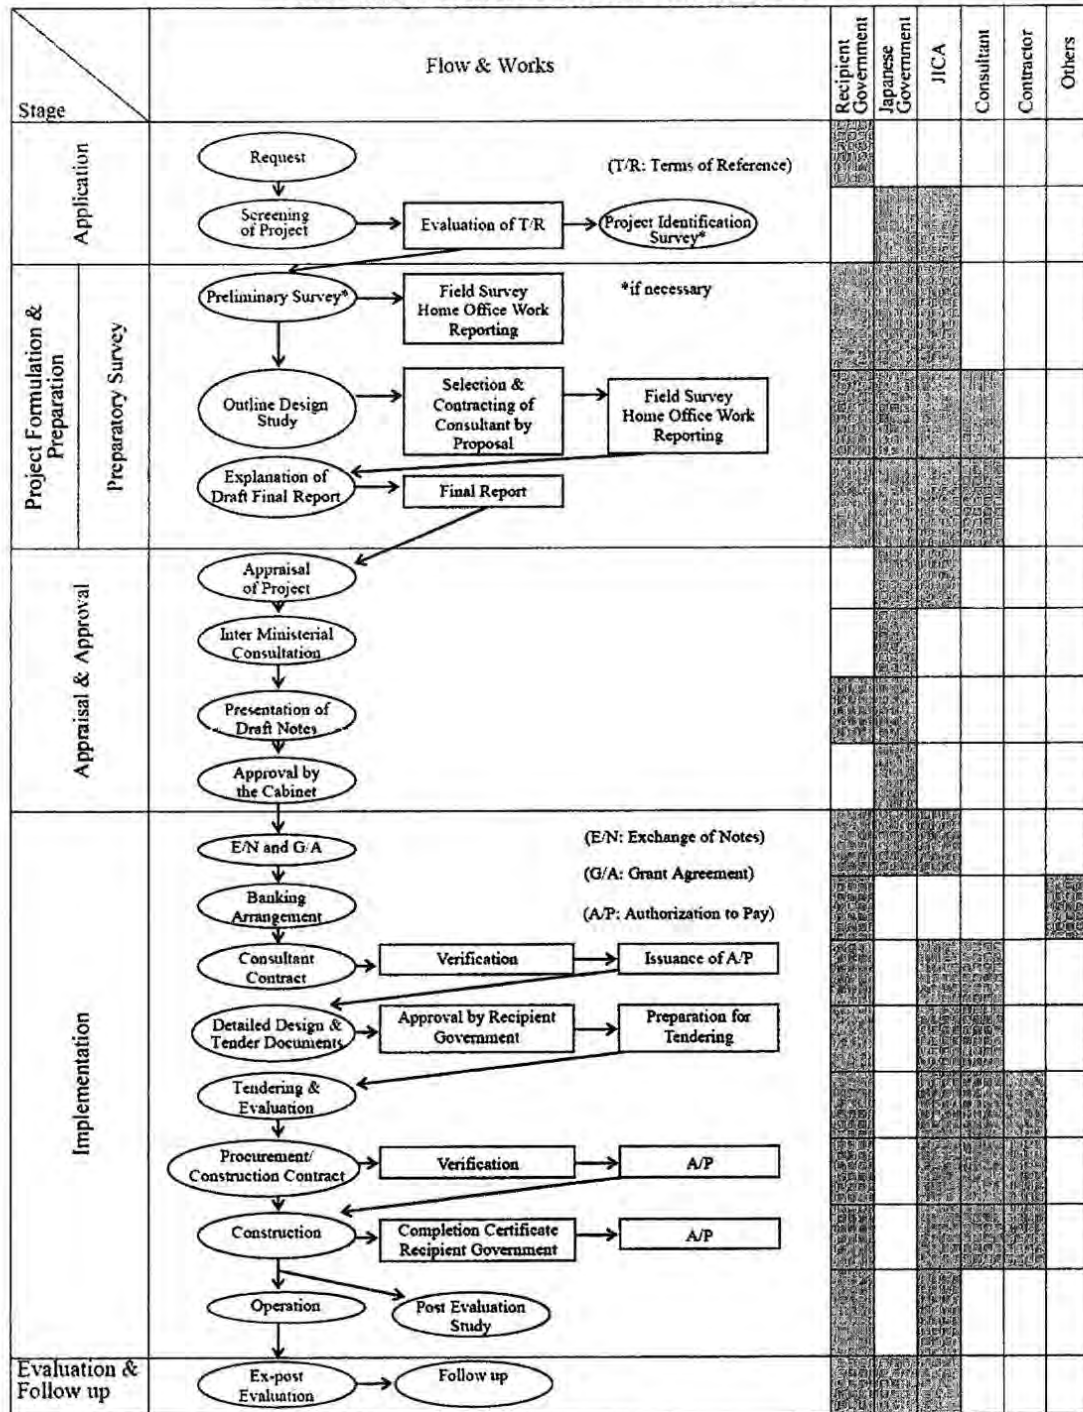 Stage
Flow & Works
Recipient
Government
Japanese
Government
JICA
Consultant
Contractor
Others
Application
Request
(T/R: Terms of Reference)
Screening
of Project
Evaluation of T/R
Project Identification
Survey*
Project Formulation &
Preparation
Preparatory Survey
Preliminary Survey*
Field Survey
Home Office Work
Reporting
*if necessary
Outline Design
Study
Selection &
Contracting of
Consultant by
Proposal
Field Survey
Home Office Work
Reporting
Explanation of
Draft Final Report
Final Report
Appraisal & Approval
Appraisal
of Project
Inter Ministerial
Consultation
Presentation of
Draft Notes
Approval by
the Cabinet
Implementation
E/N and G/A
(E/N: Exchange of Notes)
(G/A: Grant Agreement)
Banking
Arrangement
(A/P: Authorization to Pay)
Consultant
Contract
Verification
Issuance of A/P
Detailed Design &
Tender Documents
Approval by Recipient
Government
Preparation for
Tendering
Tendering &
Evaluation
Procurement/
Construction Contract
Verification
A/P
Construction
Completion Certificate
Recipient Government
A/P
Operation
Post Evaluation
Study
Evaluation &
Follow up
Ex-post
Evaluation
Follow up